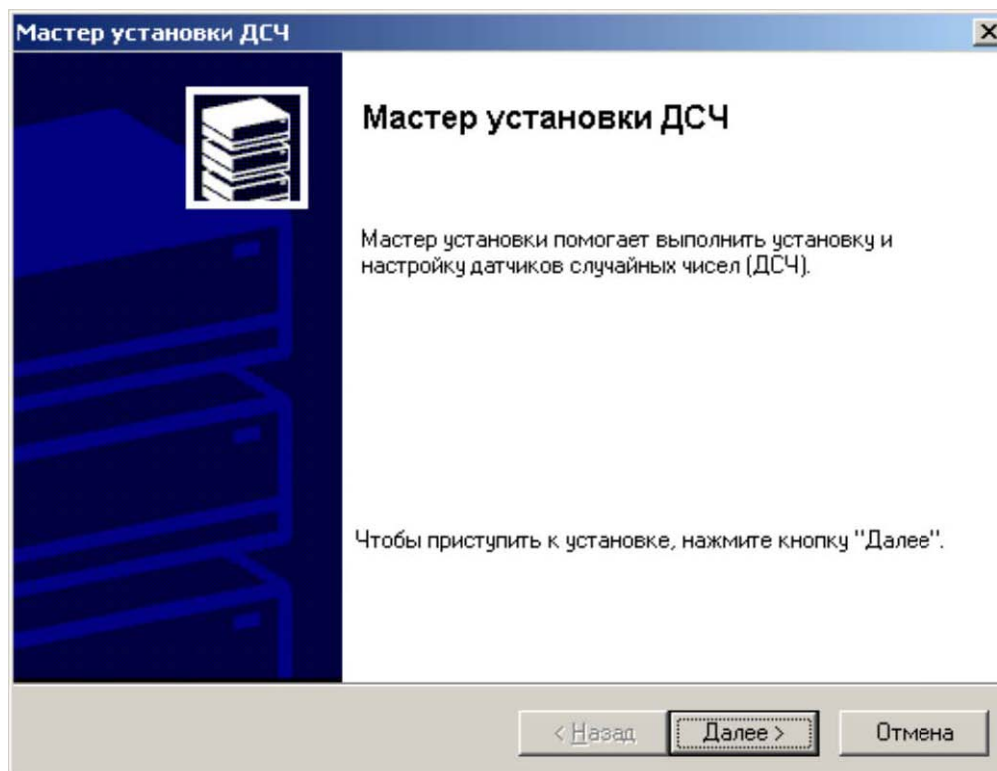 Мастер установки ДСЧ
Мастер установки ДСЧ
Мастер установки помогает выполнить установку и
настройку датчиков случайных чисел (ДСЧ).
Чтобы приступить к установке, нажмите кнопку "Далее".
< Назад
Далее >
Отмена